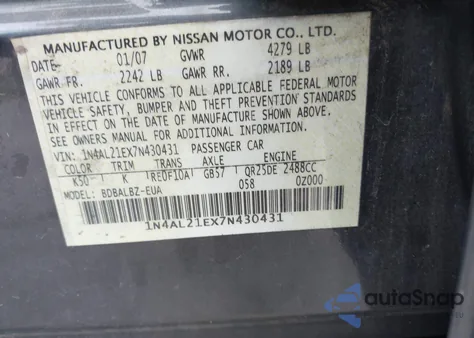 MANUFACTURED BY NISSAN MOTOR CO., LTD.
DATE 01/07 GVWR 4279 LB
GAWR FR. 2242 LB GAWR RR. 2189 LB
THIS VEHICLE CONFORMS TO ALL APPLICABLE FEDERAL MOTOR
VEHICLE SAFETY, BUMPER AND THEFT PREVENTION STANDARDS
IN EFFECT ON THE DATE OF MANUFACTURE SHOWN ABOVE.
SEE OWNERS MANUAL FOR ADDITIONAL INFORMATION
VIN: 1N4AL21EX7N430431 PASSENGER CAR
COLOR TRIM TRANS AXLE ENGINE
K50 K RE0F10A GB57 QR25DE 2488CC
MODEL: BDBALBZ-EUA 058 0Z000
1N4AL21EX7N430431
autoSnap